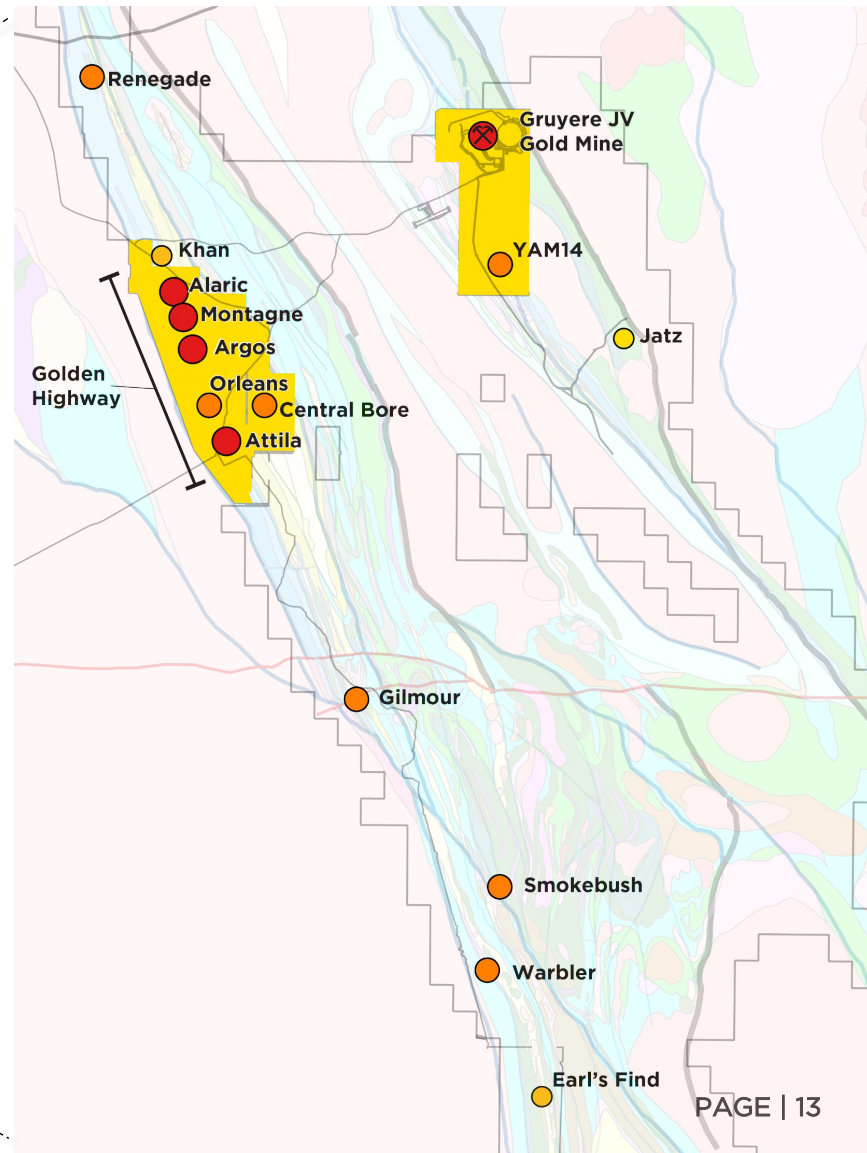 Renegade
Gruyere JV
Gold Mine
Khan
YAM14
Alaric
Montagne
Jatz
Argos
Golden
Highway
Orleans
Central Bore
Attila
Gilmour
Smokebush
Warbler
Earl's Find
PAGE | 13